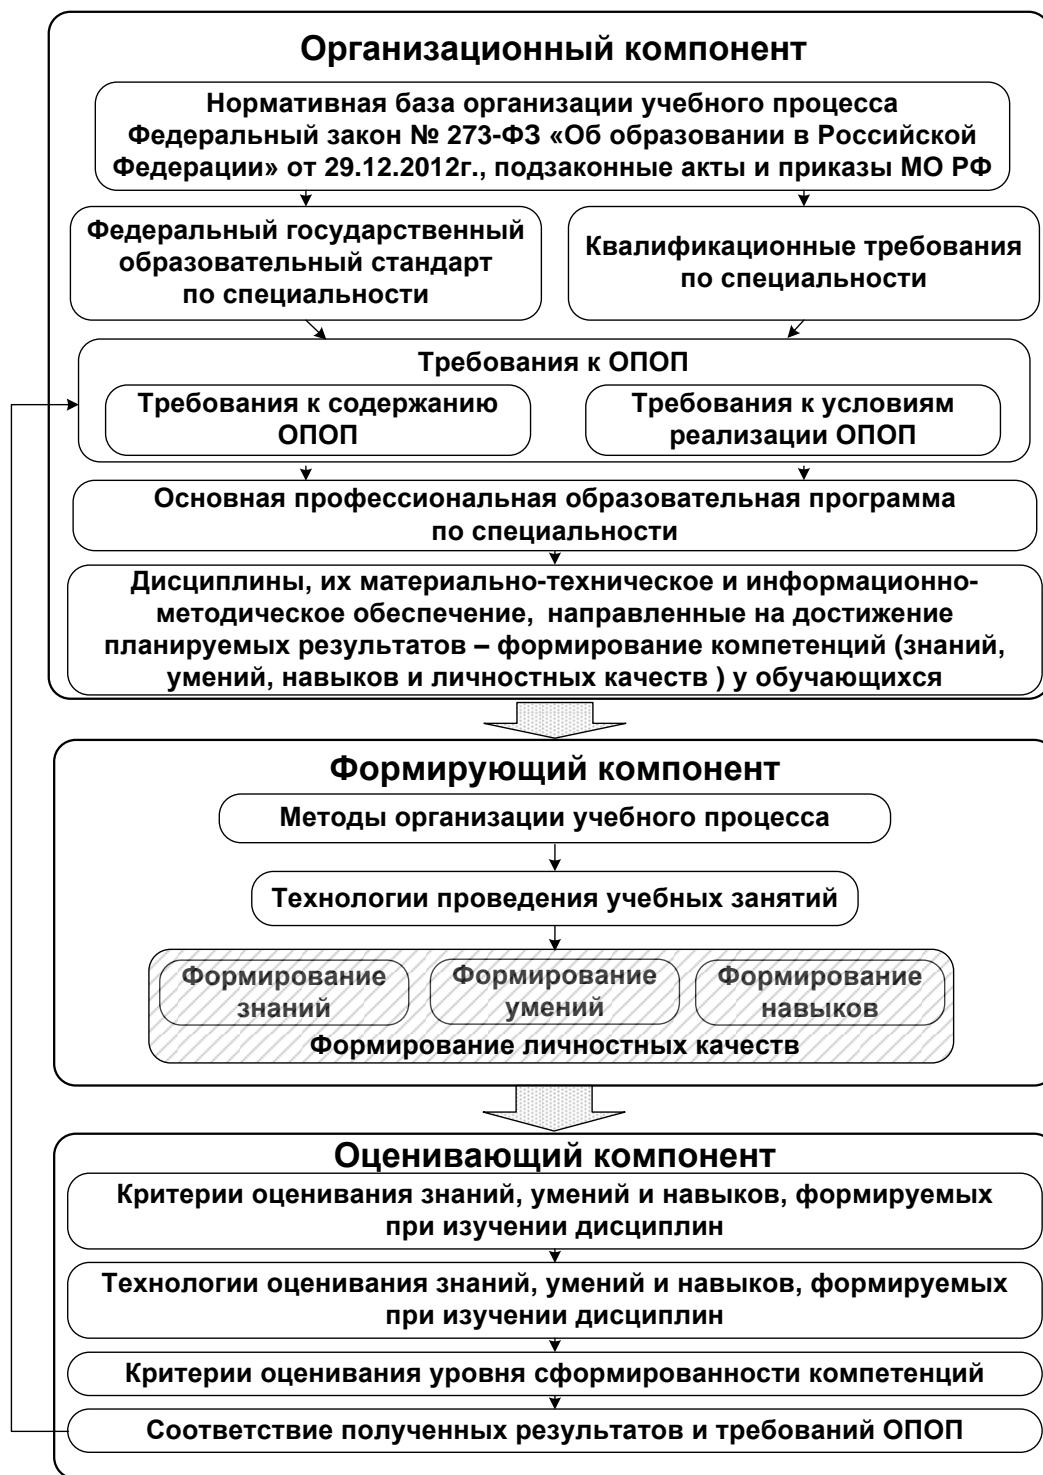 Организационный компонент
Нормативная база организации учебного процесса
Федеральный закон № 273-ФЗ «Об образовании в Российской
Федерации» от 29.12.2012г., подзаконные акты и приказы МО РФ
Федеральный государственный
образовательный стандарт
по специальности
Квалификационные требования
по специальности
Требования к ОПОП
Требования к содержанию
ОПОП
Требования к условиям
реализации ОПОП
Основная профессиональная образовательная программа
по специальности
Дисциплины, их материально-техническое и информационно-
методическое обеспечение, направленные на достижение
планируемых результатов – формирование компетенций (знаний,
умений, навыков и личностных качеств ) у обучающихся
Формирующий компонент
Методы организации учебного процесса
Технологии проведения учебных занятий
Формирование
знаний
Формирование
умений
Формирование
навыков
Формирование личностных качеств
Оценивающий компонент
Критерии оценивания знаний, умений и навыков, формируемых
при изучении дисциплин
Технологии оценивания знаний, умений и навыков, формируемых
при изучении дисциплин
Критерии оценивания уровня сформированности компетенций
Соответствие полученных результатов и требований ОПОП